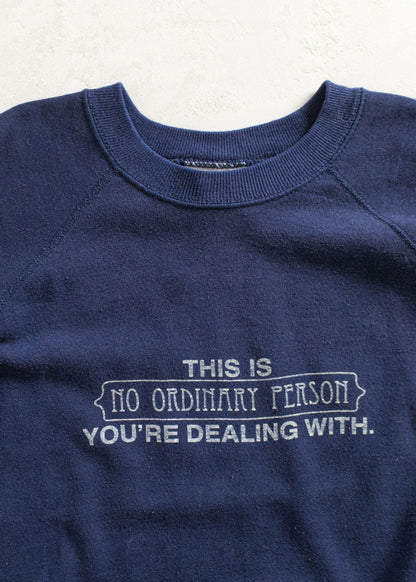 THIS IS
NO ORDINARY PERSON
YOU'RE DEALING WITH.